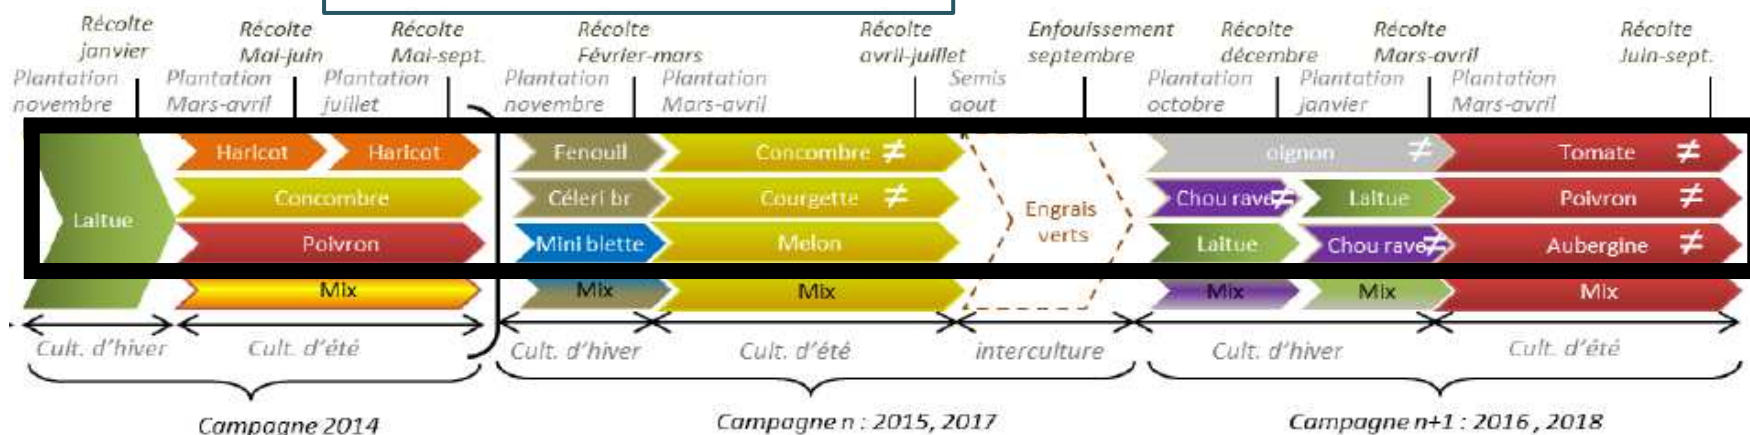 Récolte janvier
Récolte Mai-juin
Récolte Mai-sept.
Récolte Février-mars
Récolte avril-juillet
Enfouissement septembre
Récolte décembre
Récolte Mars-avril
Récolte Juin-sept.
Plantation novembre
Plantation Mars-avril
Plantation juillet
Plantation novembre
Plantation Mars-avril
Semis aout
Plantation octobre
Plantation janvier
Plantation Mars-avril
Laitue
Haricot
Haricot
Concombre
Poivron
Mix
Fenouil
Céleri br
Mini blette
Mix
Concombre ≠
Courgette ≠
Melon
Mix
Engrais
verts
oignon ≠
Chou rave ≠
Laitue
Laitue
Chou rave ≠
Mix
Mix
Tomate ≠
Poivron ≠
Aubergine ≠
Mix
Cult. d'hiver
Cult. d'été
Cult. d'hiver
Cult. d'été
interculture
Cult. d'hiver
Cult. d'été
Campagne 2014
Campagne n : 2015, 2017
Campagne n+1 : 2016 , 2018